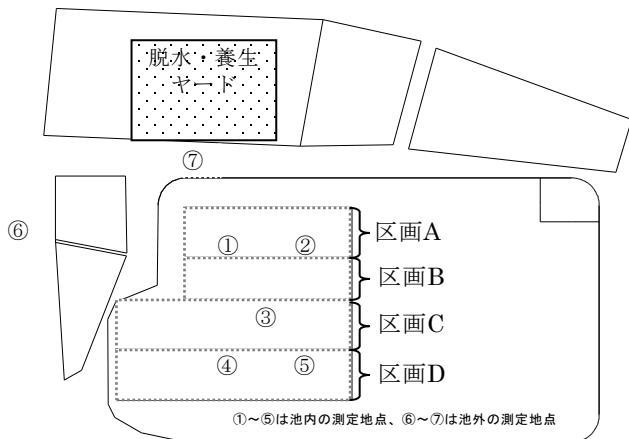 脱水・養生
ヤード
⑦
⑥
① ②
区画A
区画B
③
区画C
④ ⑤
区画D
①～⑤は池内の測定地点、⑥～⑦は池外の測定地点